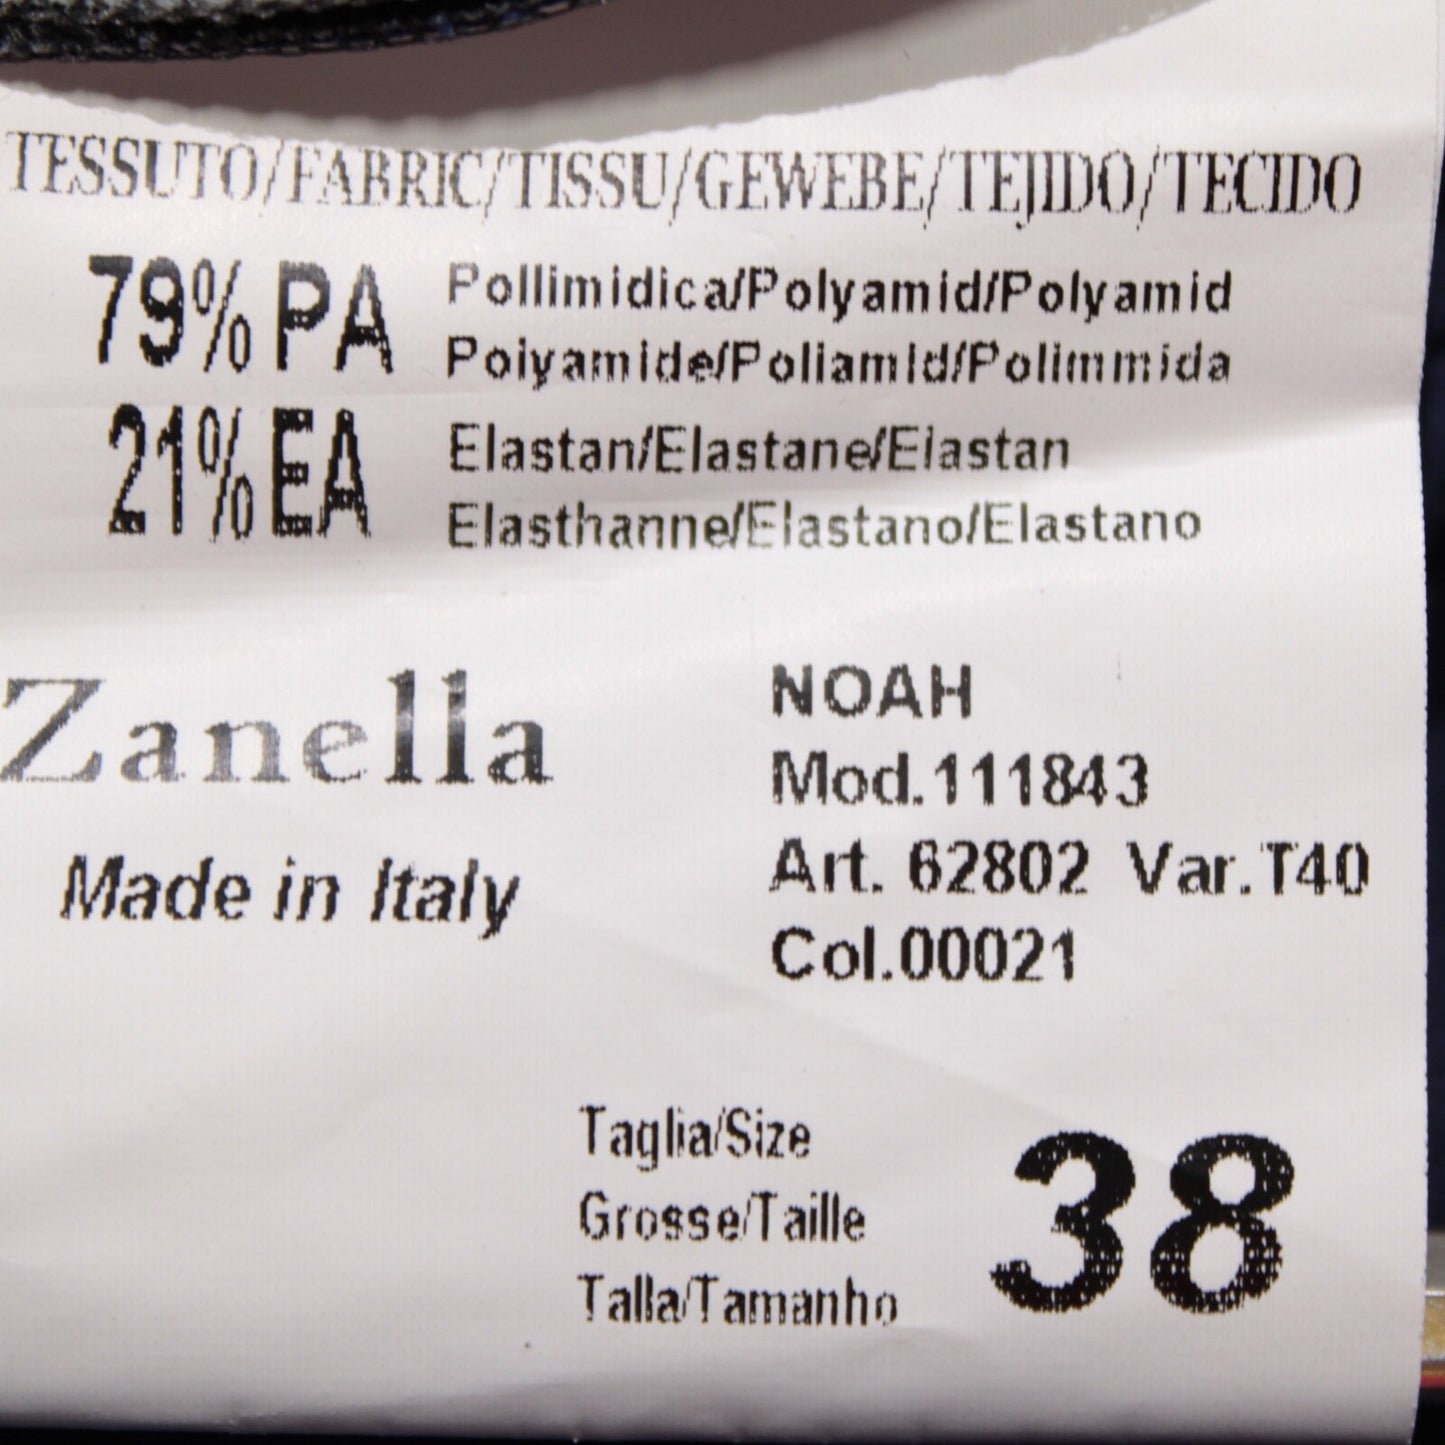 TESSUTO/FABRIC/TISSU/GEWEBE/TEJIDO/TECIDO
79% PA Pollimidica/Polyamid/Polyamid
Poiyamide/Poliamid/Polimmida
21% EA Elastan/Elastane/Eiastan
Elasthanne/Elastano/Elastano
Zanella
Made in Italy
NOAH
Mod.111843
Art. 62802 Var.T40
Col.00021
Taglia/Size
Grosse/Taille
Talla/Tamanho
38